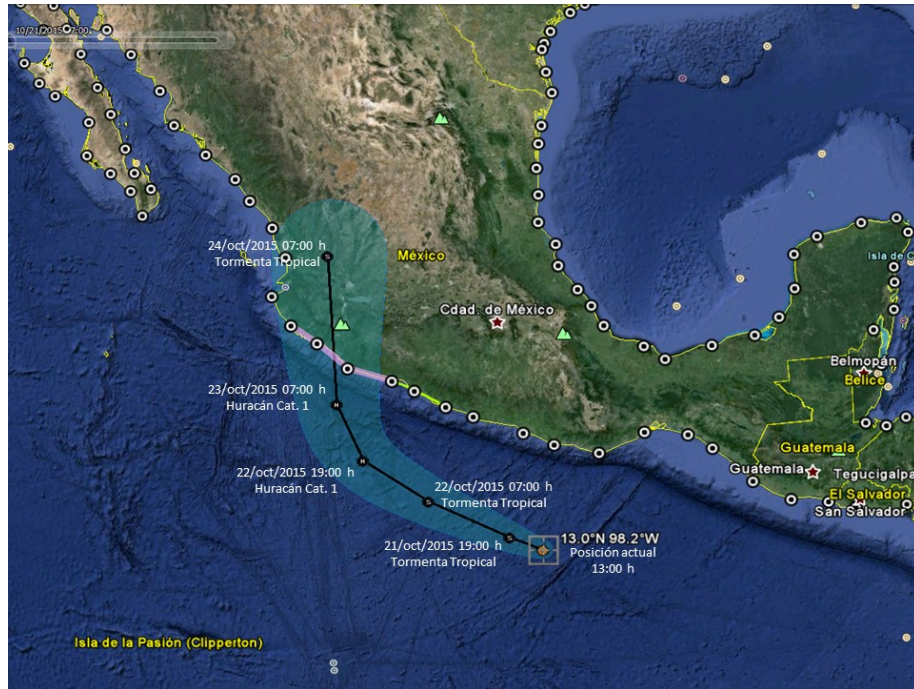 10/21/2015 07:00
24/oct/2015 07:00 h
Tormenta Tropical
México
Isla de C
Cdad. de México
Belmopán
Belice
23/oct/2015 07:00 h
Huracán Cat. 1
Guatemala
22/oct/2015 19:00 h
Huracán Cat. 1
Guatemala
Tegucigalpa
22/oct/2015 07:00 h
Tormenta Tropical
El Salvador
San Salvador
21/oct/2015 19:00 h
Tormenta Tropical
13.0°N 98.2°W
Posición actual
13:00 h
Isla de la Pasión (Clipperton)